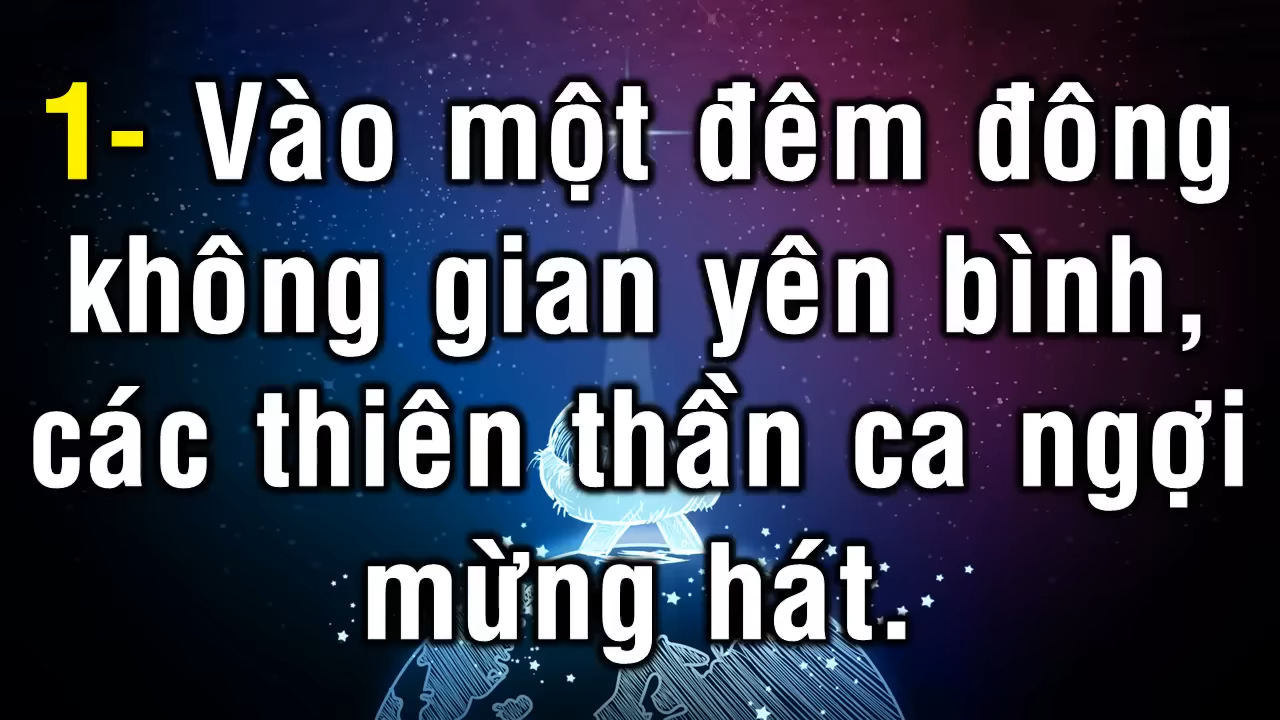 1- Vào một đêm đông
không gian yên bình,
các thiên thần ca ngợi
mừng hát.